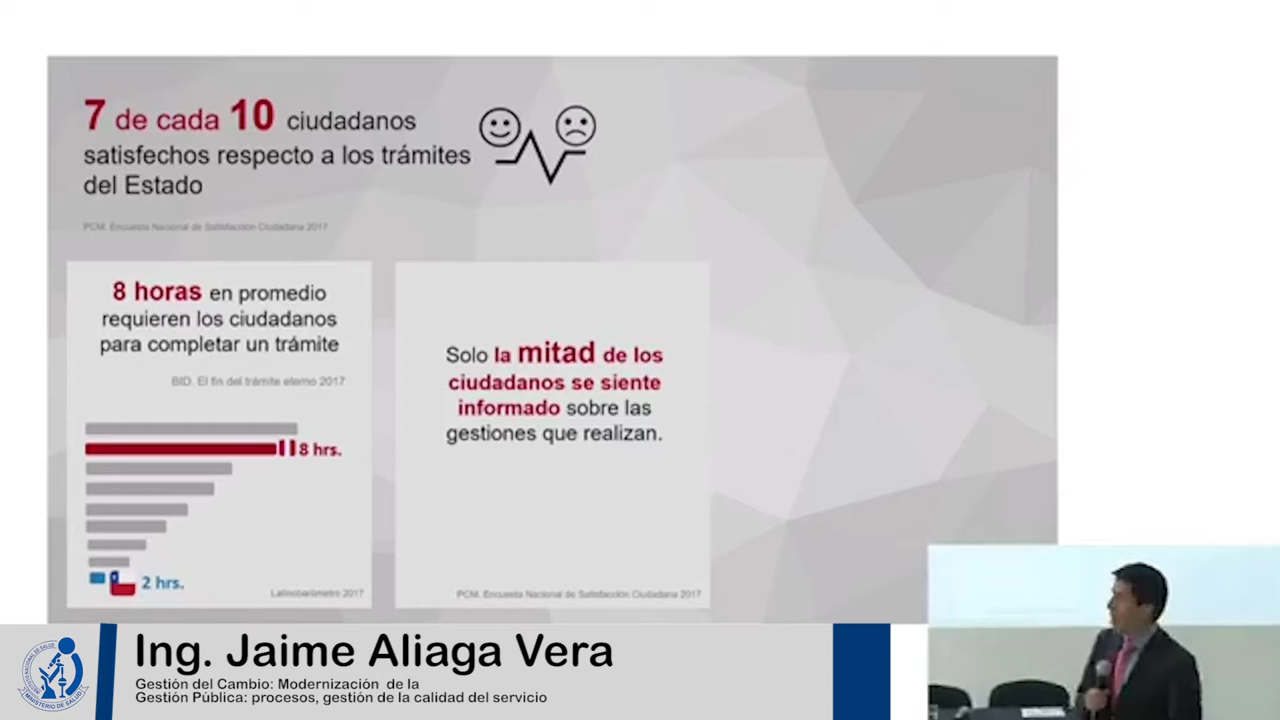 7 de cada 10 ciudadanos
satisfechos respecto a los trámites
del Estado
PCM. Encuesta Nacional de Satisfacción Ciudadana 2017
8 horas en promedio
requieren los ciudadanos
para completar un trámite
BID. El fin del trámite eterno 2017
8 hrs.
2 hrs.
Latinobarómetro 2017
Solo la mitad de los
ciudadanos se siente
informado sobre las
gestiones que realizan.
PCM. Encuesta Nacional de Satisfacción Ciudadana 2017
Ing. Jaime Aliaga Vera
Gestión del Cambio: Modernización de la
Gestión Pública: procesos, gestión de la calidad del servicio
MINISTERIO DE SALUD